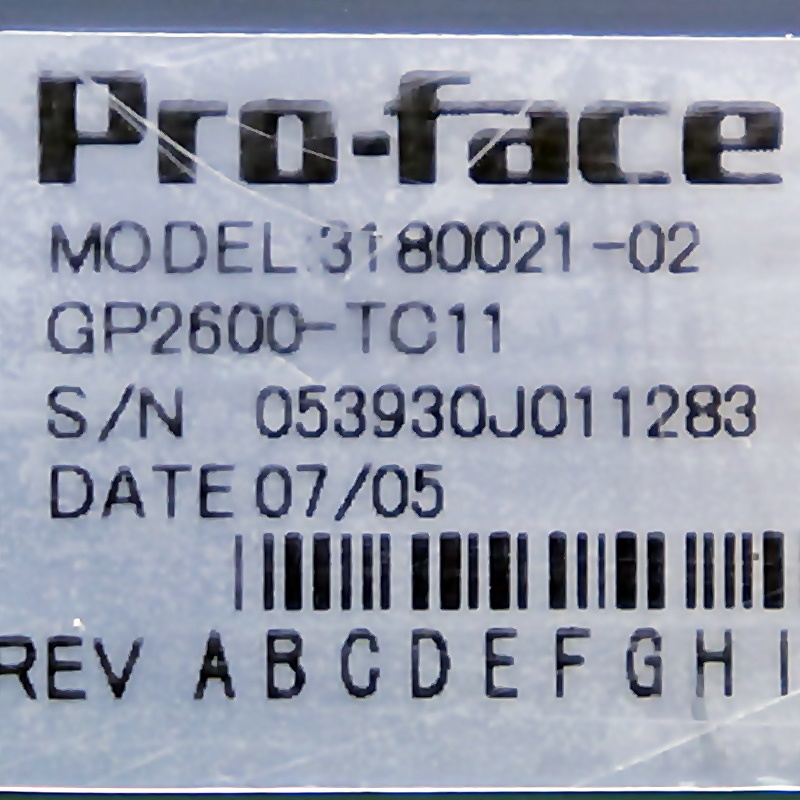 Pro-face
MODEL:3180021-02
GP2600-TC11
S/N 053930J011283
DATE 07/05
REV A B C D E F G H I